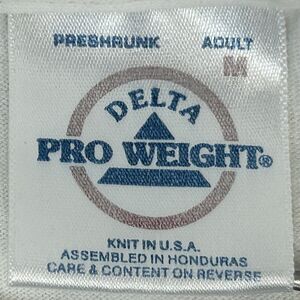 PRESHRUNK ADULT
M
DELTA
PRO WEIGHT®
KNIT IN U.S.A.
ASSEMBLED IN HONDURAS
CARE & CONTENT ON REVERSE